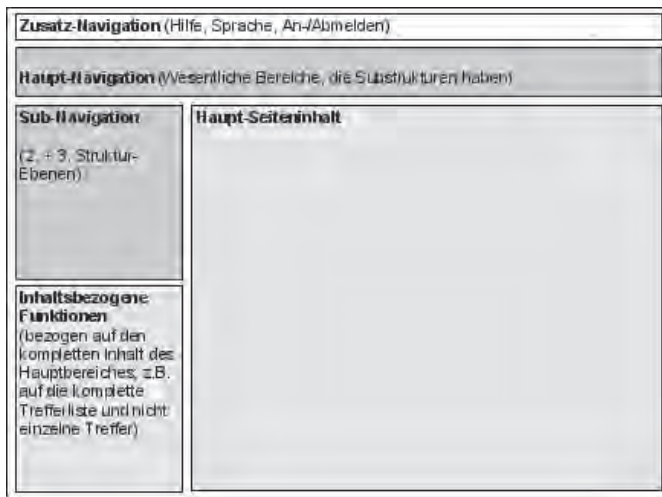 Zusatz-Navigation (Hilfe, Sprache, An-/Abmelden)
Haupt-Navigation (Wesentliche Bereiche, die Substrukturen haben)
Sub-Navigation
(2. + 3. Struktur-
Ebenen)
Haupt-Seiteninhalt
Inhaltsbezogene
Funktionen
(bezogen auf den
kompletten Inhalt des
Hauptbereiches, z.B.
auf die komplette
Trefferliste und nicht
einzelne Treffer)